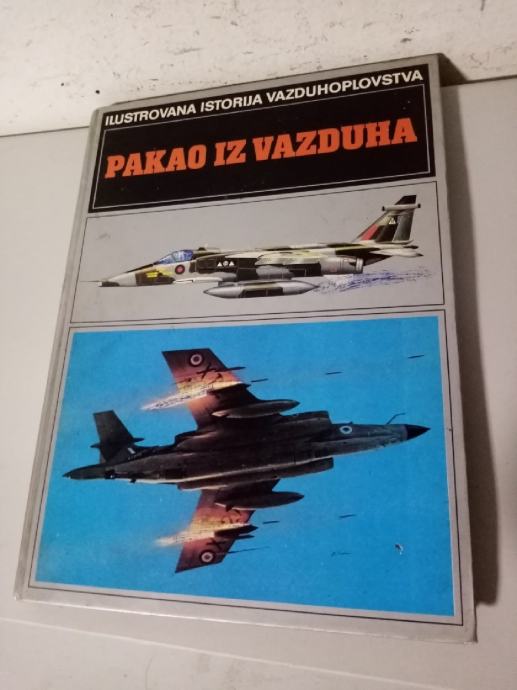 ILUSTROVANA ISTORIJA VAZDUHOPLOVSTVA
PAKAO IZ VAZDUHA